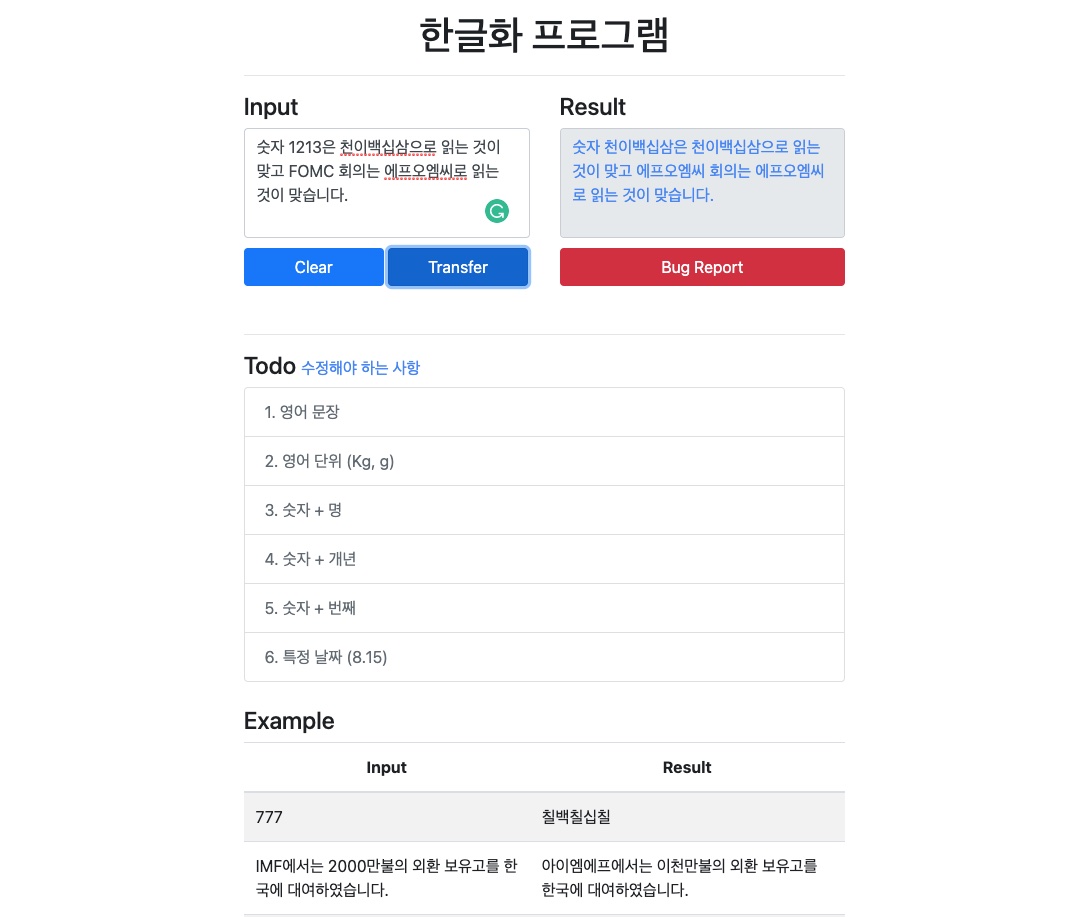 한글화 프로그램
Input
Result
숫자 1213은 천이백십삼으로 읽는 것이
맞고 FOMC 회의는 에프오엠씨로 읽는
것이 맞습니다.
숫자 천이백십삼은 천이백십삼으로 읽는
것이 맞고 에프오엠씨 회의는 에프오엠씨
로 읽는 것이 맞습니다.
Clear
Transfer
Bug Report
Todo 수정해야 하는 사항
1. 영어 문장
2. 영어 단위 (Kg, g)
3. 숫자 + 명
4. 숫자 + 개년
5. 숫자 + 번째
6. 특정 날짜 (8.15)
Example
Input
Result
777
칠백칠십칠
IMF에서는 2000만불의 외환 보유고를 한
국에 대여하였습니다.
아이엠에프에서는 이천만불의 외환 보유고를
한국에 대여하였습니다.